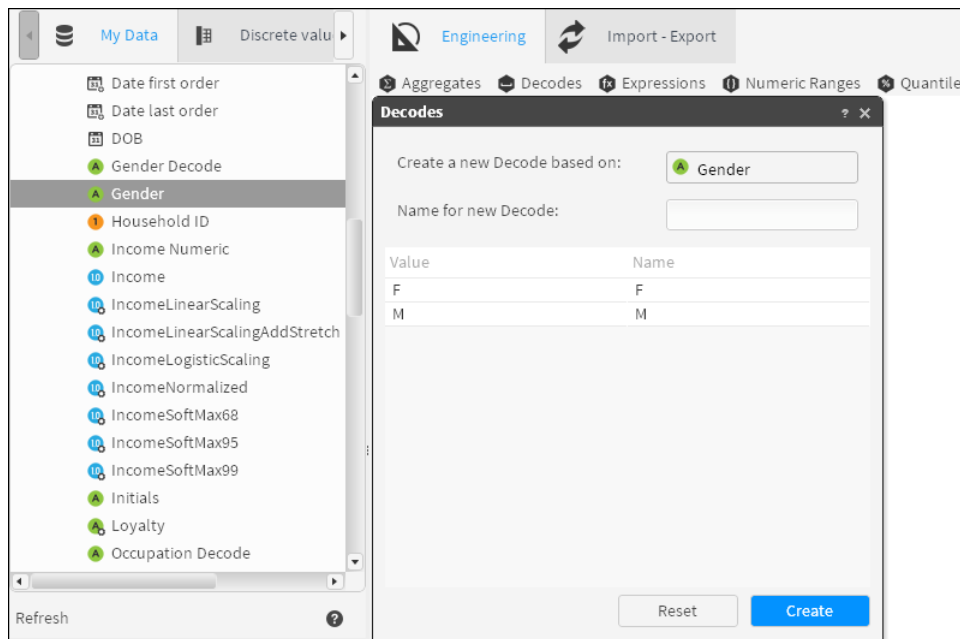 My Data
Discrete valu
Engineering
Import - Export
Date first order
Date last order
DOB
Gender Decode
Gender
Household ID
Income Numeric
Income
IncomeLinearScaling
IncomeLinearScalingAddStretch
IncomeLogisticScaling
IncomeNormalized
IncomeSoftMax68
IncomeSoftMax95
IncomeSoftMax99
Initials
Loyalty
Occupation Decode
Refresh
Aggregates Decodes Expressions Numeric Ranges Quantile
Decodes
Create a new Decode based on: Gender
Name for new Decode:
Value Name
F F
M M
Reset Create